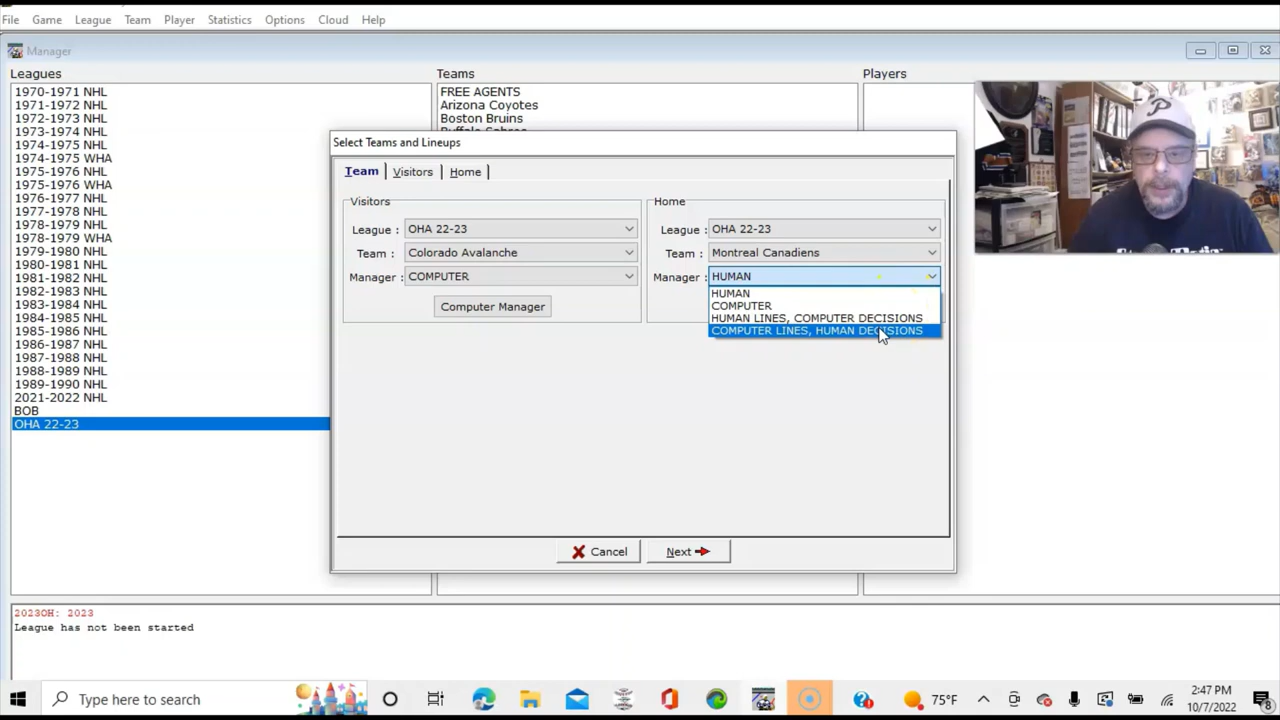 File Game League Team Player Statistics Options Cloud Help
Manager
Leagues Teams Players
1970-1971 NHL
1971-1972 NHL
1972-1973 NHL
1973-1974 NHL
1974-1975 NHL
1974-1975 WHA
1975-1976 NHL
1975-1976 WHA
1976-1977 NHL
1977-1978 NHL
1978-1979 NHL
1978-1979 WHA
1979-1980 NHL
1980-1981 NHL
1981-1982 NHL
1982-1983 NHL
1983-1984 NHL
1984-1985 NHL
1985-1986 NHL
1986-1987 NHL
1987-1988 NHL
1988-1989 NHL
1989-1990 NHL
2021-2022 NHL
BOB
OHA 22-23
FREE AGENTS
Arizona Coyotes
Boston Bruins
Buffalo Sabres
Select Teams and Lineups
Team Visitors Home
Visitors
League : OHA 22-23
Team : Colorado Avalanche
Manager : COMPUTER
Computer Manager
Home
League : OHA 22-23
Team : Montreal Canadiens
Manager : HUMAN
HUMAN
COMPUTER
HUMAN LINES, COMPUTER DECISIONS
COMPUTER LINES, HUMAN DECISIONS
Cancel Next
2023OH: 2023
League has not been started
Type here to search
75°F
2:47 PM
10/7/2022
8